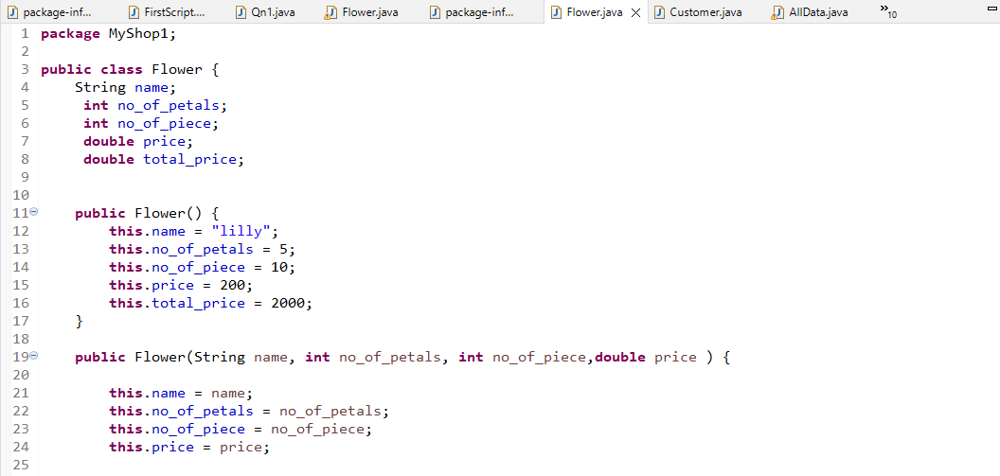 package-inf... FirstScript.... Qn1.java Flower.java package-inf... Flower.java Customer.java AllData.java 10
1 package MyShop1;
2
3 public class Flower {
4 String name;
5 int no_of_petals;
6 int no_of_piece;
7 double price;
8 double total_price;
9
10
11 public Flower() {
12 this.name = "lilly";
13 this.no_of_petals = 5;
14 this.no_of_piece = 10;
15 this.price = 200;
16 this.total_price = 2000;
17 }
18
19 public Flower(String name, int no_of_petals, int no_of_piece,double price ) {
20
21 this.name = name;
22 this.no_of_petals = no_of_petals;
23 this.no_of_piece = no_of_piece;
24 this.price = price;
25